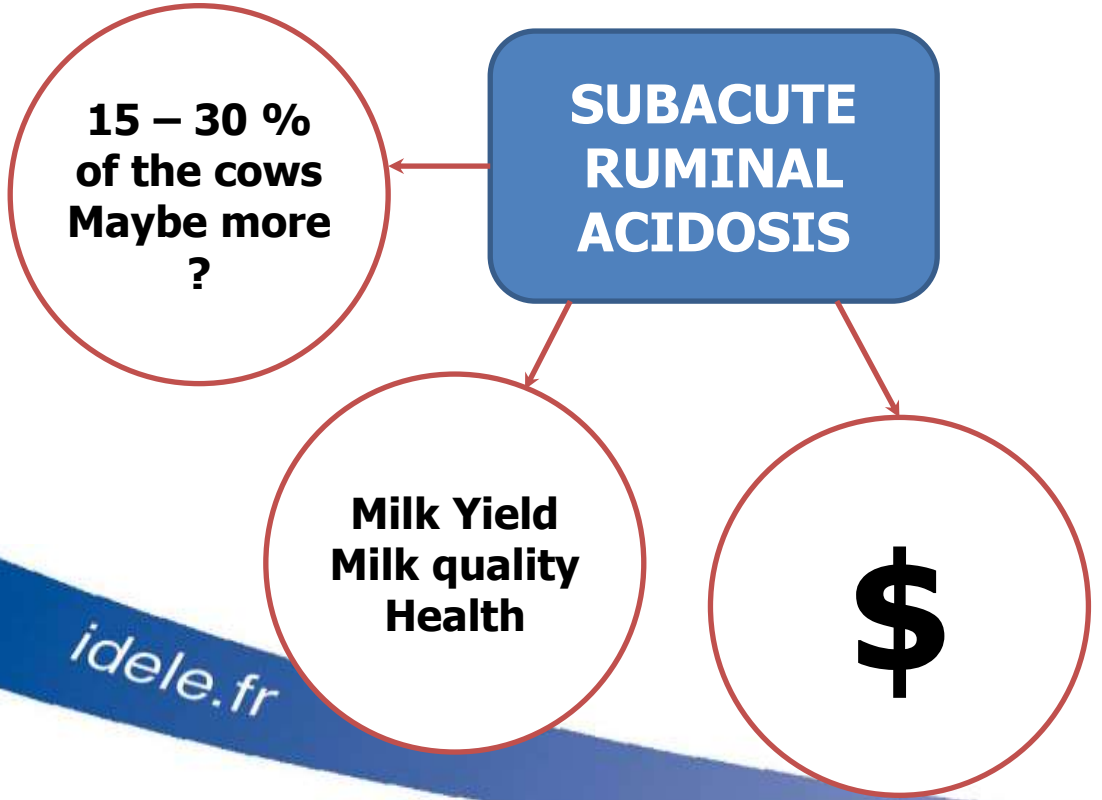 SUBACUTE
RUMINAL
ACIDOSIS
15 – 30 %
of the cows
Maybe more
?
Milk Yield
Milk quality
Health
$
idele.fr